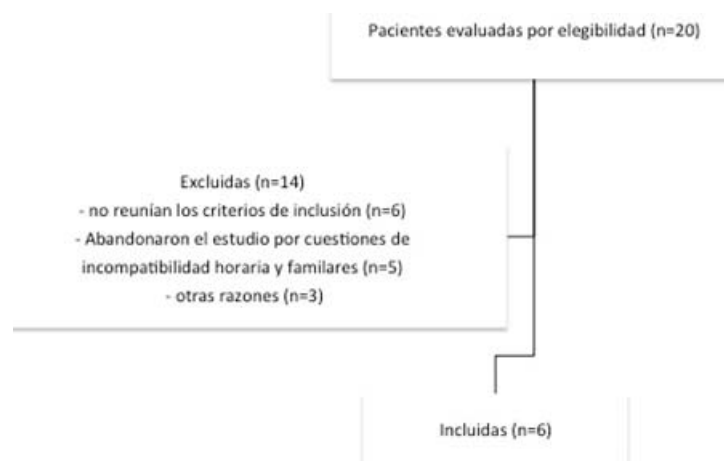 Pacientes evaluadas por elegibilidad (n=20)
Excluidas (n=14)
- no reunían los criterios de inclusión (n=6)
- Abandonaron el estudio por cuestiones de
incompatibilidad horaria y familares (n=5)
- otras razones (n=3)
Incluidas (n=6)